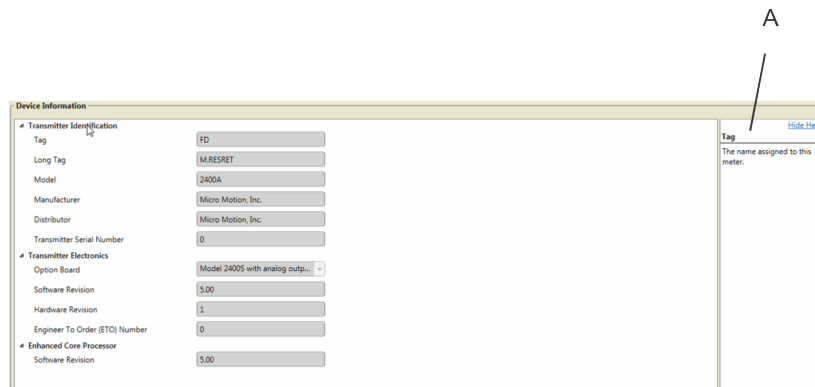 A
Device Information
Transmitter Identification
Hide He
Tag FD
Tag
Long Tag M.RESRET
The name assigned to this
meter.
Model 2400A
Manufacturer Micro Motion, Inc.
Distributor Micro Motion, Inc.
Transmitter Serial Number 0
Transmitter Electronics
Option Board Model 2400S with analog outp...
Software Revision 5.00
Hardware Revision 1
Engineer To Order (ETO) Number 0
Enhanced Core Processor
Software Revision 5.00